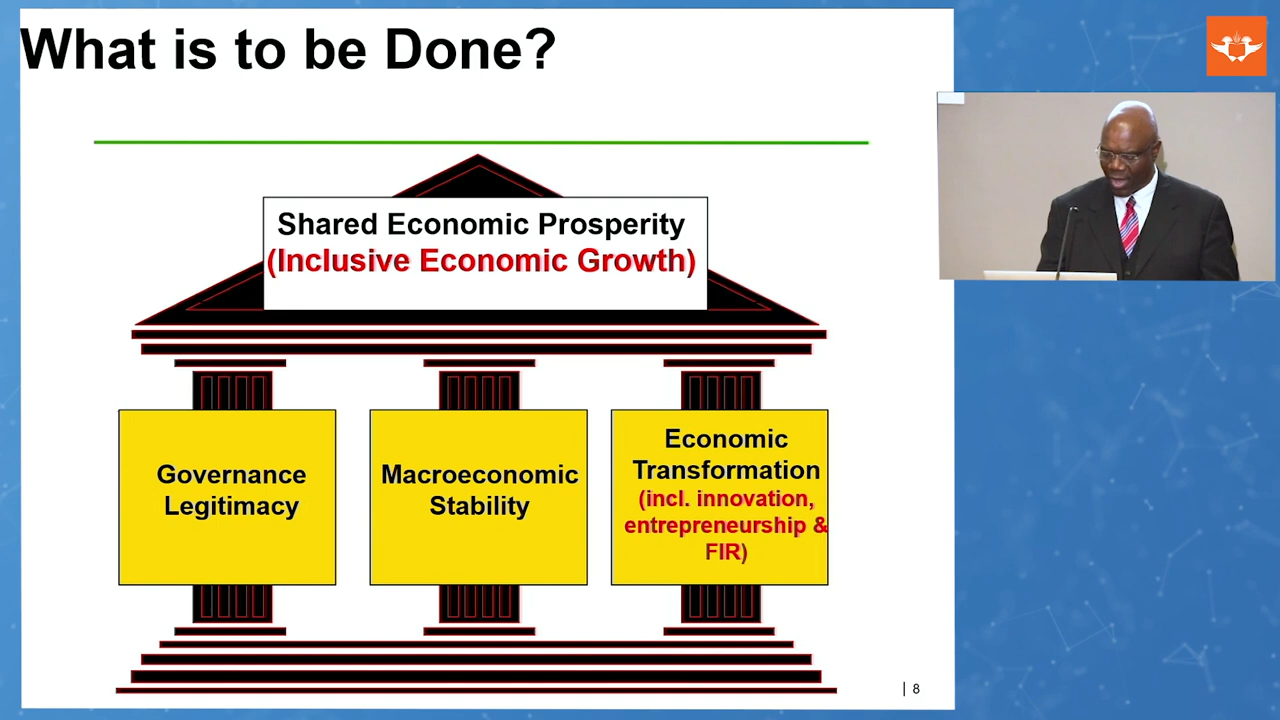 What is to be Done?
Shared Economic Prosperity
(Inclusive Economic Growth)
Governance
Legitimacy
Macroeconomic
Stability
Economic
Transformation
(incl. innovation,
entrepreneurship &
FIR)
| 8